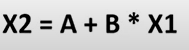 X2 = A + B * X1